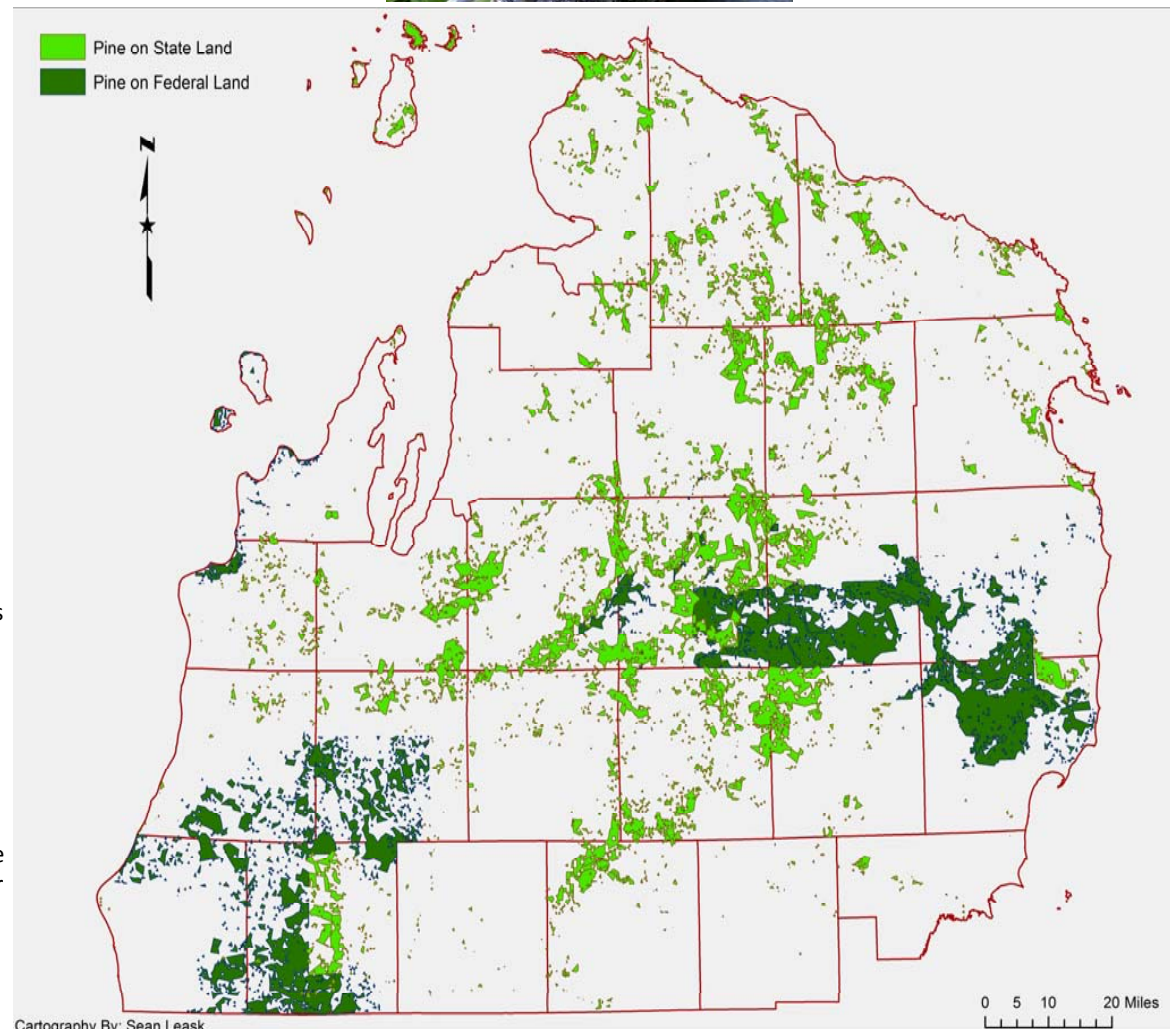 Pine on State Land
Pine on Federal Land
N
s
e
0 5 10 20 Miles
Cartography By: Sean Leask